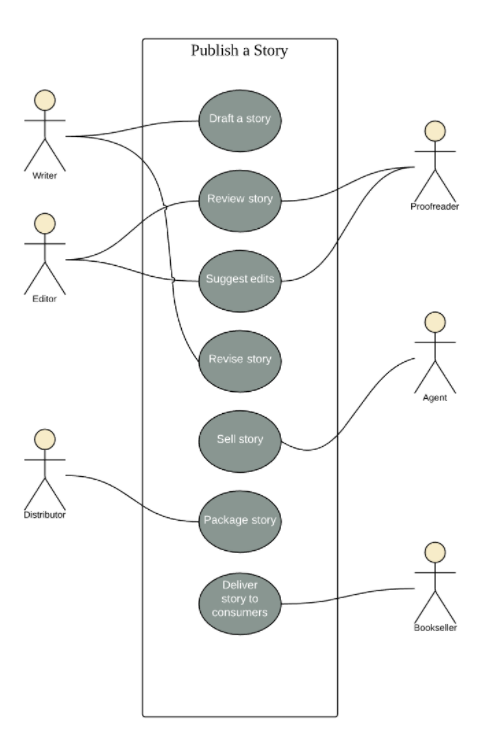 Publish a Story
Writer
Editor
Distributor
Draft a story
Review story
Suggest edits
Revise story
Sell story
Package story
Deliver
story to
consumers
Proofreader
Agent
Bookseller